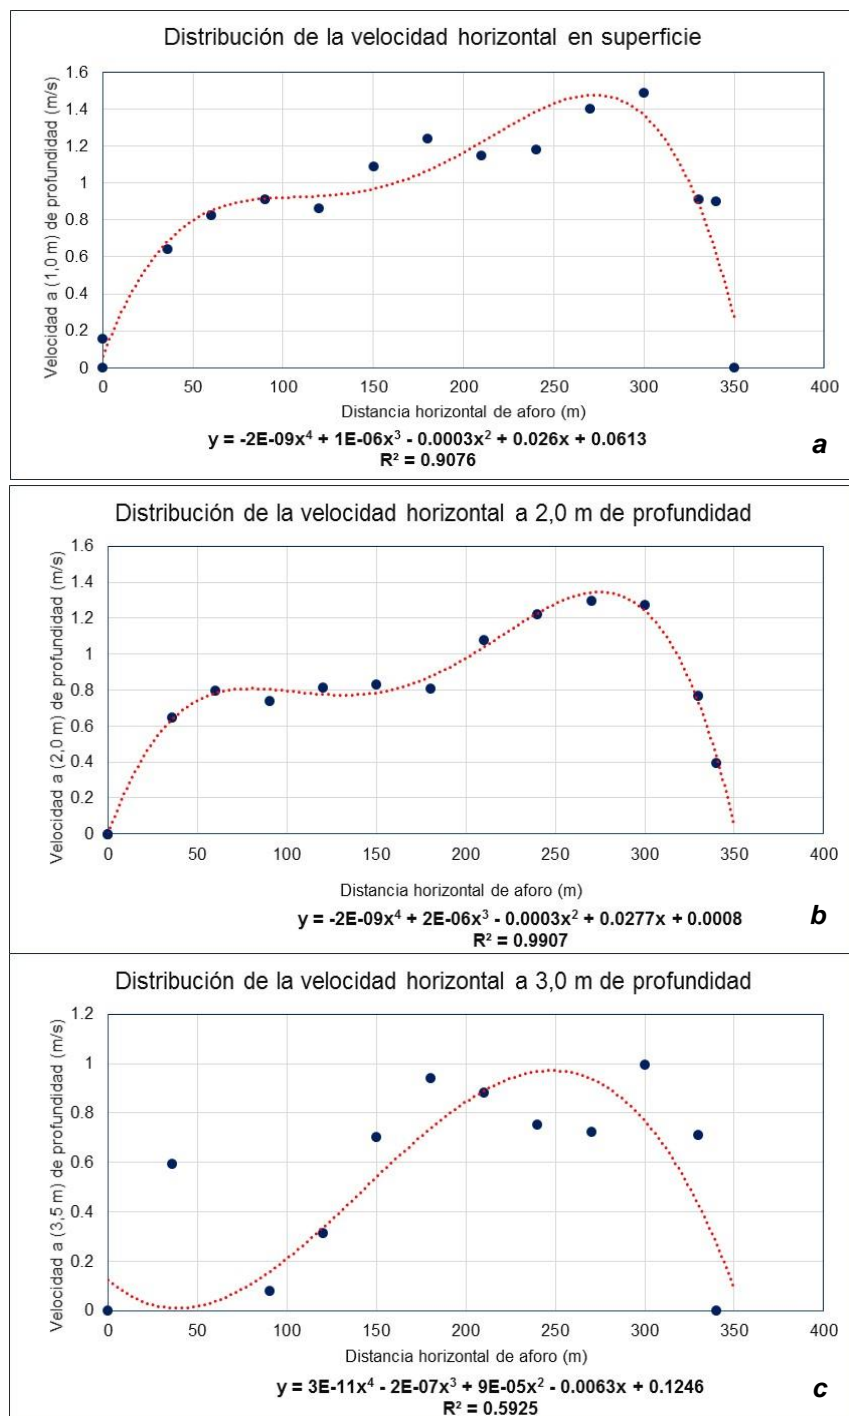 Distribución de la velocidad horizontal en superficie
Velocidad a (1,0 m) de profundidad (m/s)
1.6
1.4
1.2
1
0.8
0.6
0.4
0.2
0
0 50 100 150 200 250 300 350 400
Distancia horizontal de aforo (m)
y = -2E-09x⁴ + 1E-06x³ - 0.0003x² + 0.026x + 0.0613
R² = 0.9076
a
Distribución de la velocidad horizontal a 2,0 m de profundidad
Velocidad a (2,0 m) de profundidad (m/s)
1.6
1.4
1.2
1
0.8
0.6
0.4
0.2
0
0 50 100 150 200 250 300 350 400
Distancia horizontal de aforo (m)
y = -2E-09x⁴ + 2E-06x³ - 0.0003x² + 0.0277x + 0.0008
R² = 0.9907
b
Distribución de la velocidad horizontal a 3,0 m de profundidad
Velocidad a (3,5 m) de profundidad (m/s)
1.2
1
0.8
0.6
0.4
0.2
0
0 50 100 150 200 250 300 350 400
Distancia horizontal de aforo (m)
y = 3E-11x⁴ - 2E-07x³ + 9E-05x² - 0.0063x + 0.1246
R² = 0.5925
c